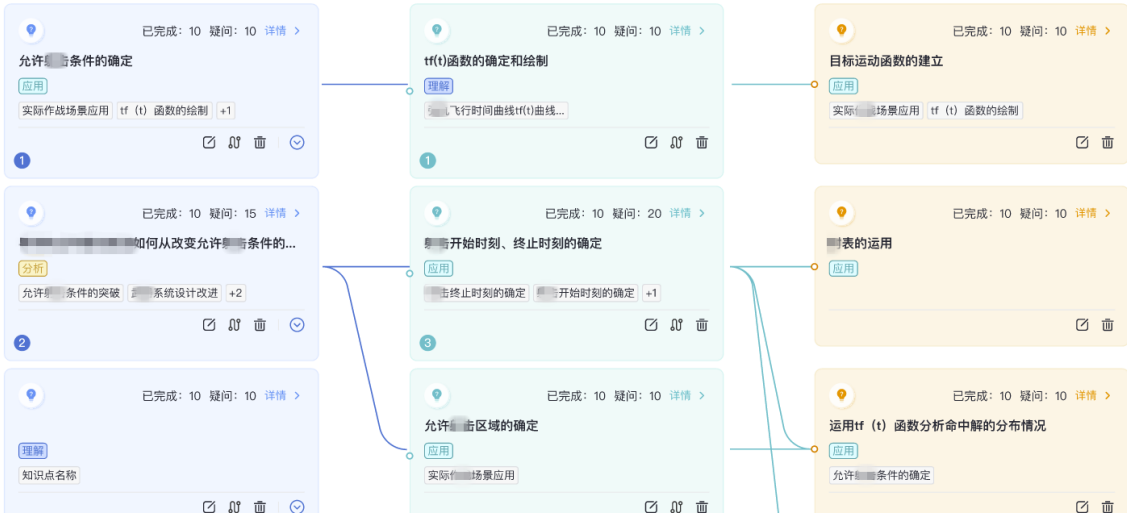 已完成: 10 疑问: 10 详情 >
允许 击条件的确定
应用
实际作战场景应用 tf（t）函数的绘制 +1
1
已完成: 10 疑问: 15 详情 >
如何从改变允许 击条件的...
分析
允许 条件的突破 系统设计改进 +2
2
已完成: 10 疑问: 10 详情 >
理解
知识点名称
已完成: 10 疑问: 10 详情 >
tf(t)函数的确定和绘制
理解
飞行时间曲线tf(t)曲线...
1
已完成: 10 疑问: 20 详情 >
击开始时刻、终止时刻的确定
应用
击终止时刻的确定 击开始时刻的确定 +1
3
已完成: 10 疑问: 10 详情 >
允许 击区域的确定
应用
实际 场景应用
已完成: 10 疑问: 10 详情 >
目标运动函数的建立
应用
实际 场景应用 tf（t）函数的绘制
已完成: 10 疑问: 10 详情 >
表的运用
应用
已完成: 10 疑问: 10 详情 >
运用tf（t）函数分析命中解的分布情况
应用
允许 条件的确定